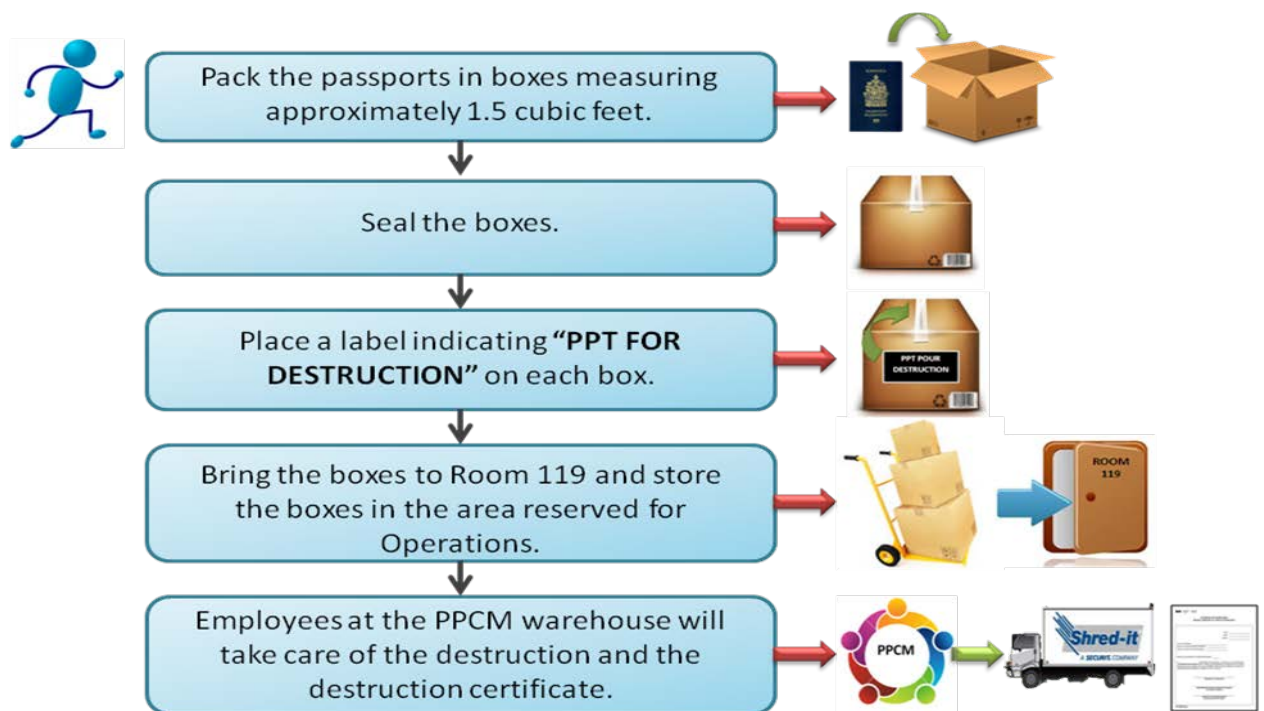 Pack the passports in boxes measuring
approximately 1.5 cubic feet.
Seal the boxes.
Place a label indicating “PPT FOR
DESTRUCTION” on each box.
PPT POUR
DESTRUCTION
Bring the boxes to Room 119 and store
the boxes in the area reserved for
Operations.
ROOM
119
Employees at the PPCM warehouse will
take care of the destruction and the
destruction certificate.
PPCM
Shred-it
A SECURIT COMPANY